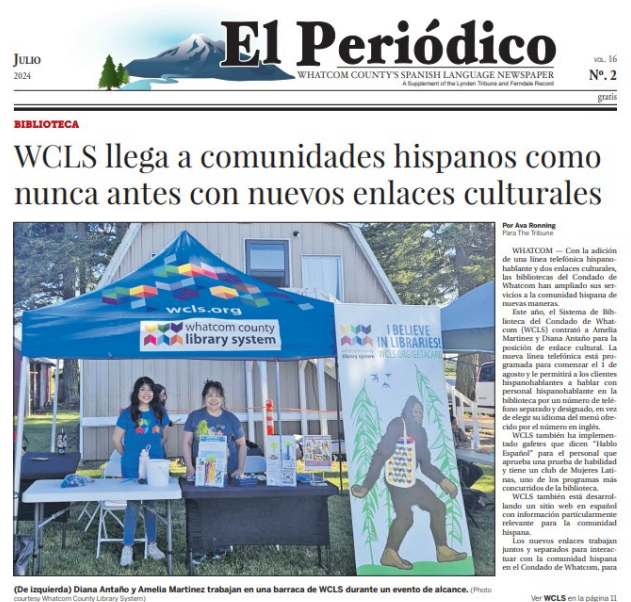 JULIO
2024
El Periódico
WHATCOM COUNTY'S SPANISH LANGUAGE NEWSPAPER
A Supplement of the Lynden Tribune and Ferndale Record
VOL. 16
Nº. 2
gratis
BIBLIOTECA
WCLS llega a comunidades hispanos como
nunca antes con nuevos enlaces culturales
wcls.org
whatcom county
library system
whatcom county
library system
I BELIEVE
IN LIBRARIES!
WCLS.ORG/GETACARD
Por Ava Ronning
Para The Tribune
WHATCOM — Con la adición
de una línea telefónica hispano-
hablante y dos enlaces culturales,
las bibliotecas del Condado de
Whatcom han ampliado sus ser-
vicios a la comunidad hispana de
nuevas maneras.
Este año, el Sistema de Bib-
lioteca del Condado de What-
com (WCLS) contrató a Amelia
Martinez y Diana Antaño para la
posición de enlace cultural. La
nueva línea telefónica está pro-
gramada para comenzar el 1 de
agosto y le permitirá a los clientes
hispanohablantes a hablar con
personal hispanohablante en la
biblioteca por un número de telé-
fono separado y designado, en vez
de elegir su idioma del menú ofre-
cido por el número en inglés.
WCLS también ha implemen-
tado gafetes que dicen "Hablo
Español" para el personal que
aprueba una prueba de habilidad
y tiene un club de Mujeres Lati-
nas, uno de los programas más
concurridos de la biblioteca.
WCLS también está desarrol-
lando un sitio web en español
con información particularmente
relevante para la comunidad
hispana.
Los nuevos enlaces trabajan
juntos y separados para interac-
tuar con la comunidad hispana
en el Condado de Whatcom, para
(De izquierda) Diana Antaño y Amelia Martinez trabajan en una barraca de WCLS durante un evento de alcance. (Photo
courtesy Whatcom County Library System)
Ver WCLS en la página 11